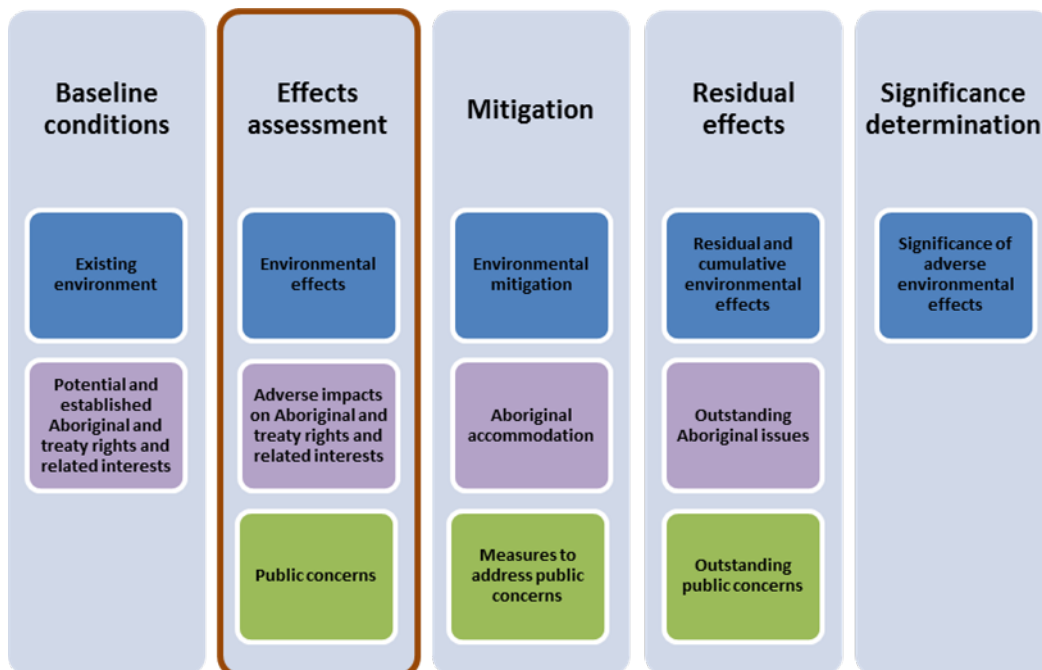 Baseline
conditions
Existing
environment
Potential and
established
Aboriginal and
treaty rights and
related interests
Effects
assessment
Environmental
effects
Adverse impacts
on Aboriginal and
treaty rights and
related interests
Public concerns
Mitigation
Environmental
mitigation
Aboriginal
accommodation
Measures to
address public
concerns
Residual
effects
Residual and
cumulative
environmental
effects
Outstanding
Aboriginal issues
Outstanding
public concerns
Significance
determination
Significance of
adverse
environmental
effects